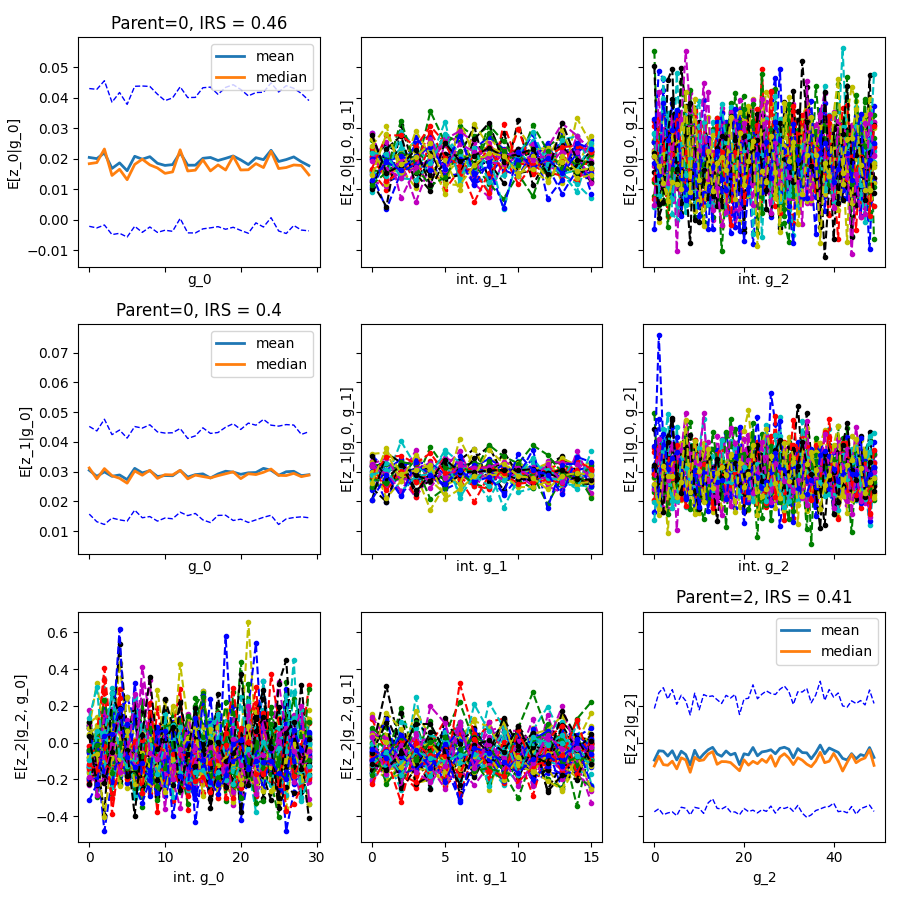 Parent=0, IRS = 0.46
mean
median
E[z_0|g_0]
0.05
0.04
0.03
0.02
0.01
0.00
−0.01
g_0
E[z_0|g_0, g_1]
int. g_1
E[z_0|g_0, g_2]
int. g_2
Parent=0, IRS = 0.4
mean
median
E[z_1|g_0]
0.07
0.06
0.05
0.04
0.03
0.02
0.01
g_0
E[z_1|g_0, g_1]
int. g_1
E[z_1|g_0, g_2]
int. g_2
E[z_2|g_2, g_0]
0.6
0.4
0.2
0.0
−0.2
−0.4
0 10 20 30
int. g_0
E[z_2|g_2, g_1]
0 5 10 15
int. g_1
Parent=2, IRS = 0.41
mean
median
E[z_2|g_2]
0 20 40
g_2